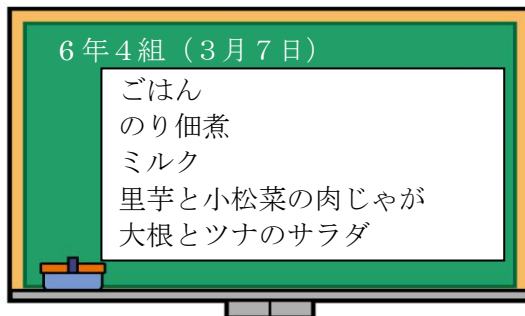 ６年４組（３月７日）
ごはん
のり佃煮
ミルク
里芋と小松菜の肉じゃが
大根とツナのサラダ